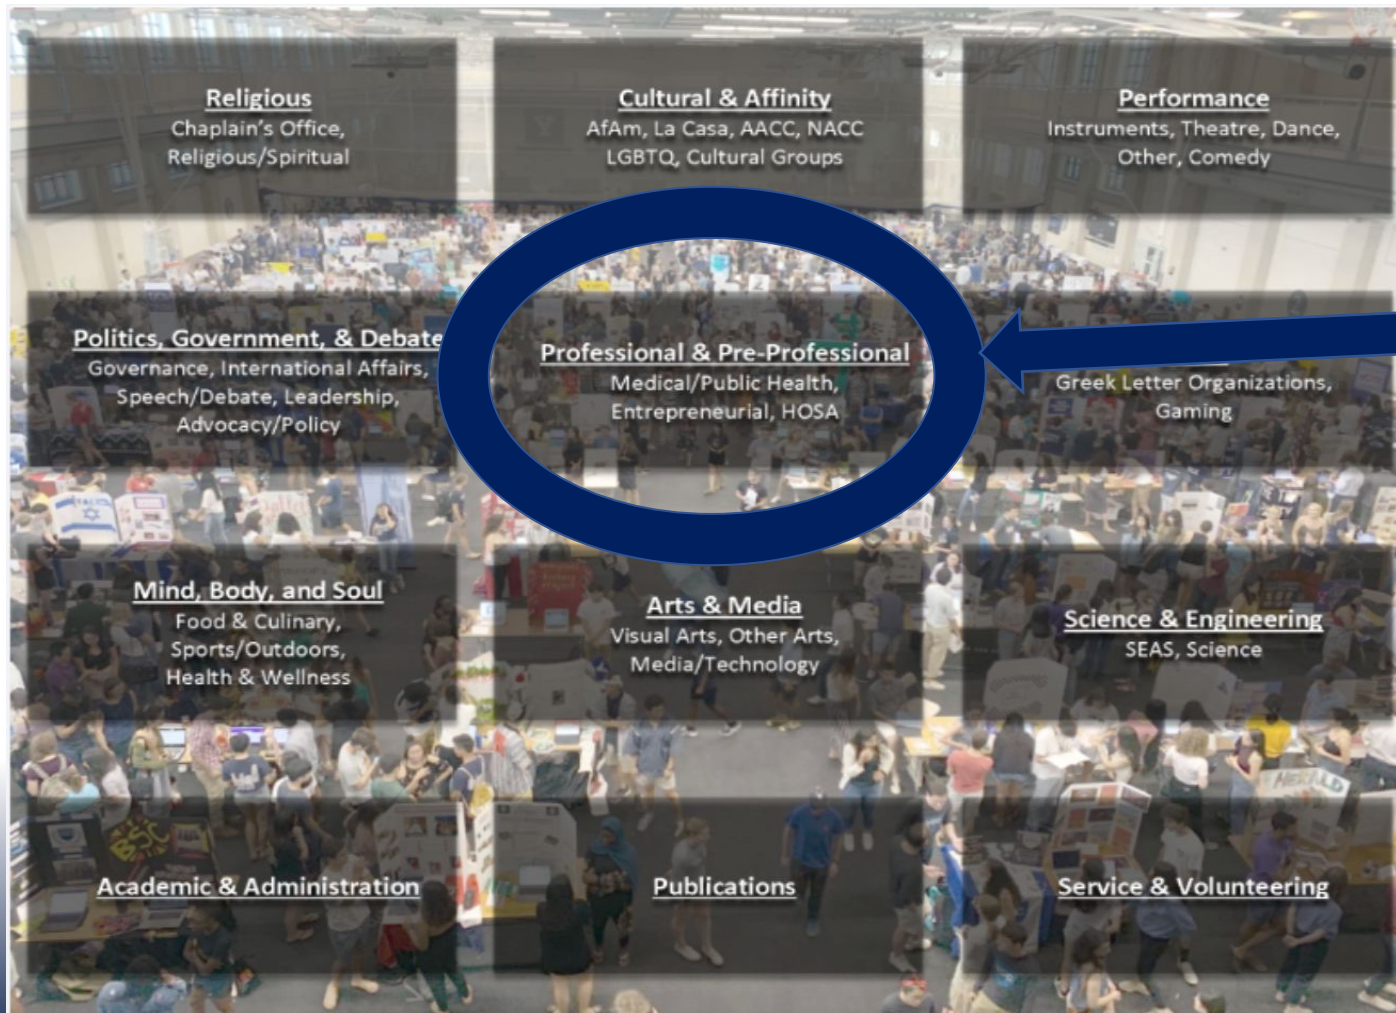 Religious
Chaplain's Office,
Religious/Spiritual
Cultural & Affinity
AfAm, La Casa, AACC, NACC
LGBTQ, Cultural Groups
Performance
Instruments, Theatre, Dance,
Other, Comedy
Politics, Government, & Debate
Governance, International Affairs,
Speech/Debate, Leadership,
Advocacy/Policy
Professional & Pre-Professional
Medical/Public Health,
Entrepreneurial, HOSA
Greek Letter Organizations,
Gaming
Mind, Body, and Soul
Food & Culinary,
Sports/Outdoors,
Health & Wellness
Arts & Media
Visual Arts, Other Arts,
Media/Technology
Science & Engineering
SEAS, Science
BSC
HERALD
Academic & Administration
Publications
Service & Volunteering